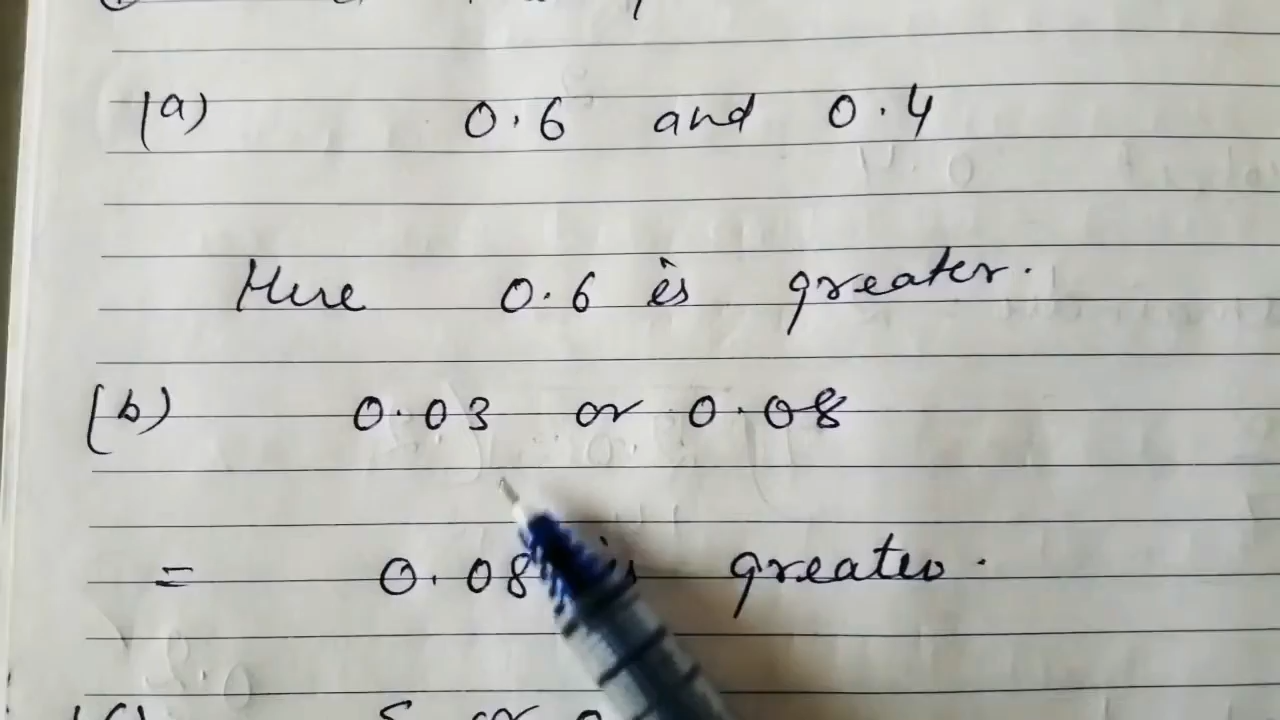 (a) 0.6 and 0.4
Here 0.6 is greater.
(b) 0.03 or 0.08
= 0.08 is greater.
or